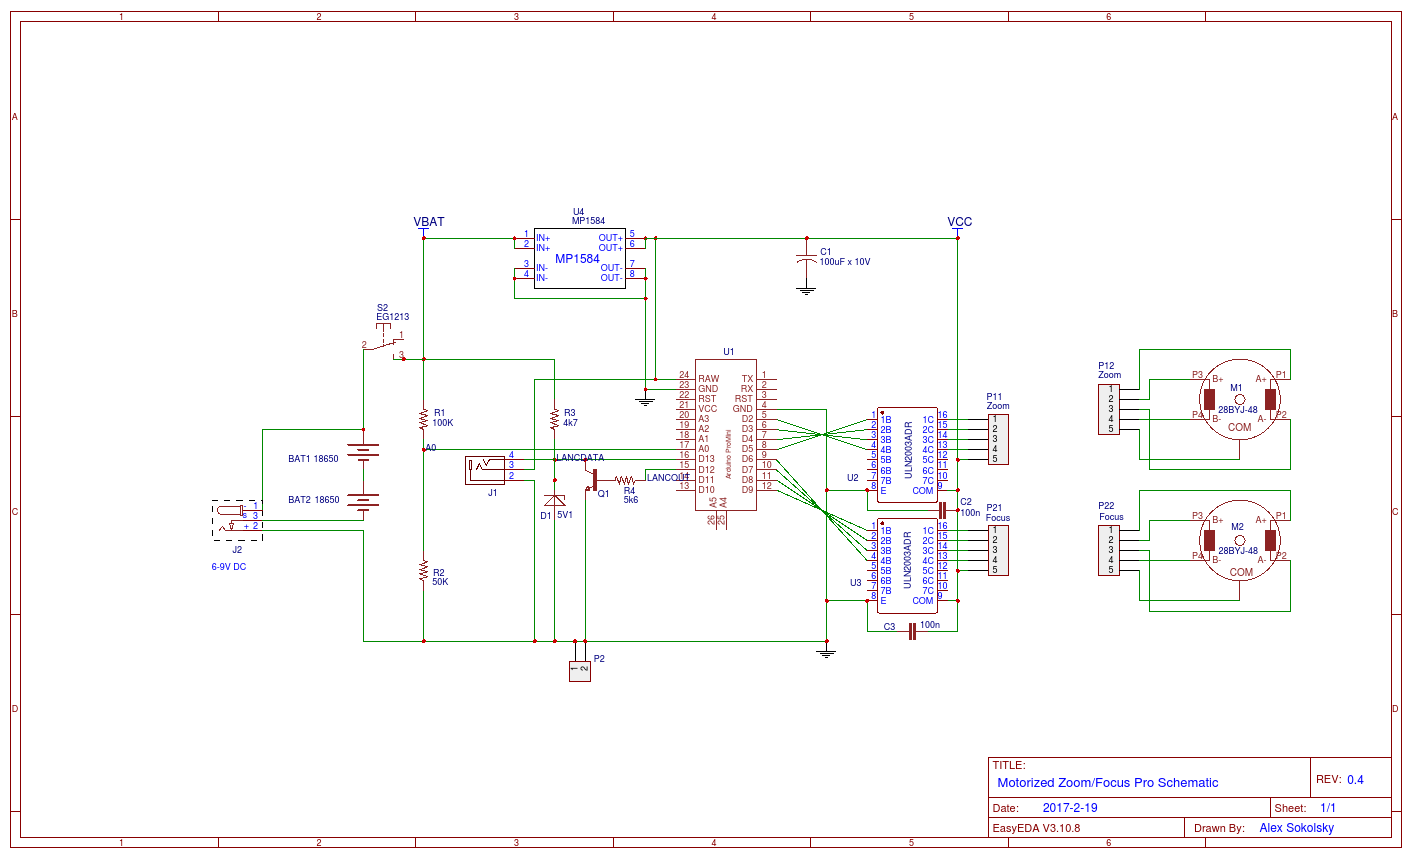 1 2 3 4 5 6
A A
B B
C C
D D
VBAT
U4
MP1584
1 IN+ OUT+ 5
2 IN+ OUT+ 6
MP1584
3 IN- OUT- 7
4 IN- OUT- 8
VCC
C1
100uF x 10V
S2
EG1213
1
2
3
R1
100K
R3
4k7
A0
BAT1 18650
BAT2 18650
- 1
3
+ 2
J2
6-9V DC
R2
50K
4
3
2
J1
LANCDATA
D1 5V1
Q1
R4
5k6
LANCOUT
U1
24 RAW TX 1
23 GND RX 2
22 RST RST 3
21 VCC GND 4
20 A3 D2 5
19 A2 D3 6
18 A1 D4 7
17 A0 D5 8
16 D13 D6 9
15 D12 D7 10
14 D11 D8 11
13 D10 D9 12
Arduino ProMini
A5 A4
26 25
P2
1 2
1 1B 1C 16
2 2B 2C 15
3 3B 3C 14
4 4B 4C 13
5 5B 5C 12
6 6B 6C 11
7 7B 7C 10
8 E COM 9
ULN2003ADR
U2
C2
100n
P11
Zoom
1
2
3
4
5
1 1B 1C 16
2 2B 2C 15
3 3B 3C 14
4 4B 4C 13
5 5B 5C 12
6 6B 6C 11
7 7B 7C 10
8 E COM 9
ULN2003ADR
U3
C3 100n
P21
Focus
1
2
3
4
5
P12
Zoom
1
2
3
4
5
P3 B+ A+ P1
M1
28BYJ-48
P4 B- A- P2
COM
P22
Focus
1
2
3
4
5
P3 B+ A+ P1
M2
28BYJ-48
P4 B- A- P2
COM
TITLE:
Motorized Zoom/Focus Pro Schematic
REV: 0.4
Date: 2017-2-19
Sheet: 1/1
EasyEDA V3.10.8
Drawn By: Alex Sokolsky
1 2 3 4 5 6